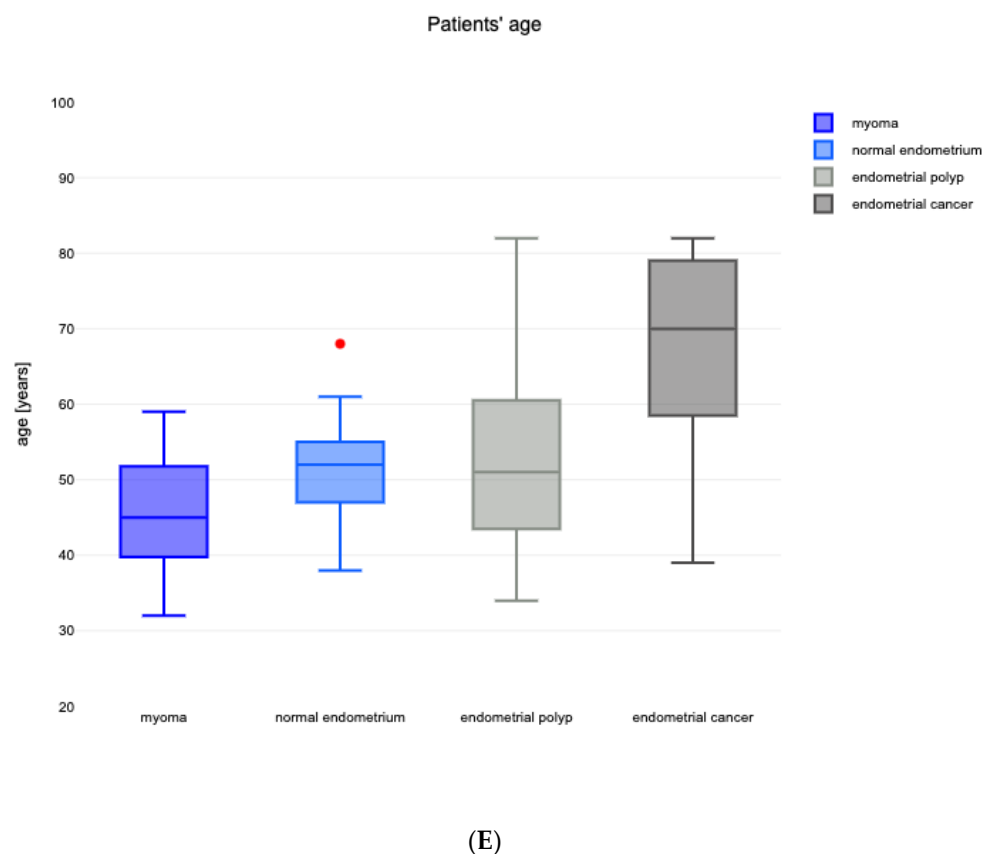 Patients' age
100
90
80
70
60
50
40
30
20
age [years]
myoma
normal endometrium
endometrial polyp
endometrial cancer
myoma
normal endometrium
endometrial polyp
endometrial cancer
(E)